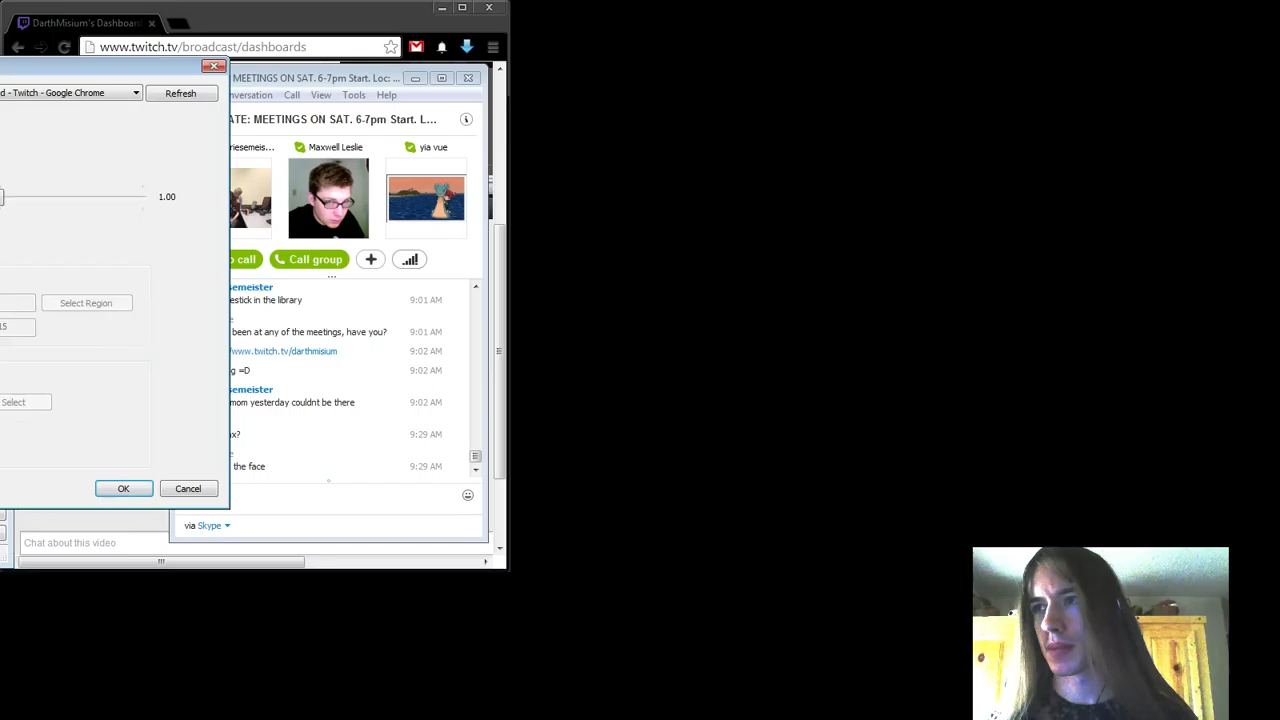 DarthMisium's Dashboard
www.twitch.tv/broadcast/dashboards
MEETINGS ON SAT. 6-7pm Start. Loc: ...
d - Twitch - Google Chrome
Refresh
nversation Call View Tools Help
ATE: MEETINGS ON SAT. 6-7pm Start. L...
riesemeis... Maxwell Leslie yia vue
1.00
o call Call group
semeister
estick in the library 9:01 AM
Select Region
been at any of the meetings, have you? 9:01 AM
15
/www.twitch.tv/darthmisium 9:02 AM
g =D 9:02 AM
semeister
Select
mom yesterday couldnt be there 9:02 AM
x? 9:29 AM
the face 9:29 AM
OK Cancel
via Skype
Chat about this video